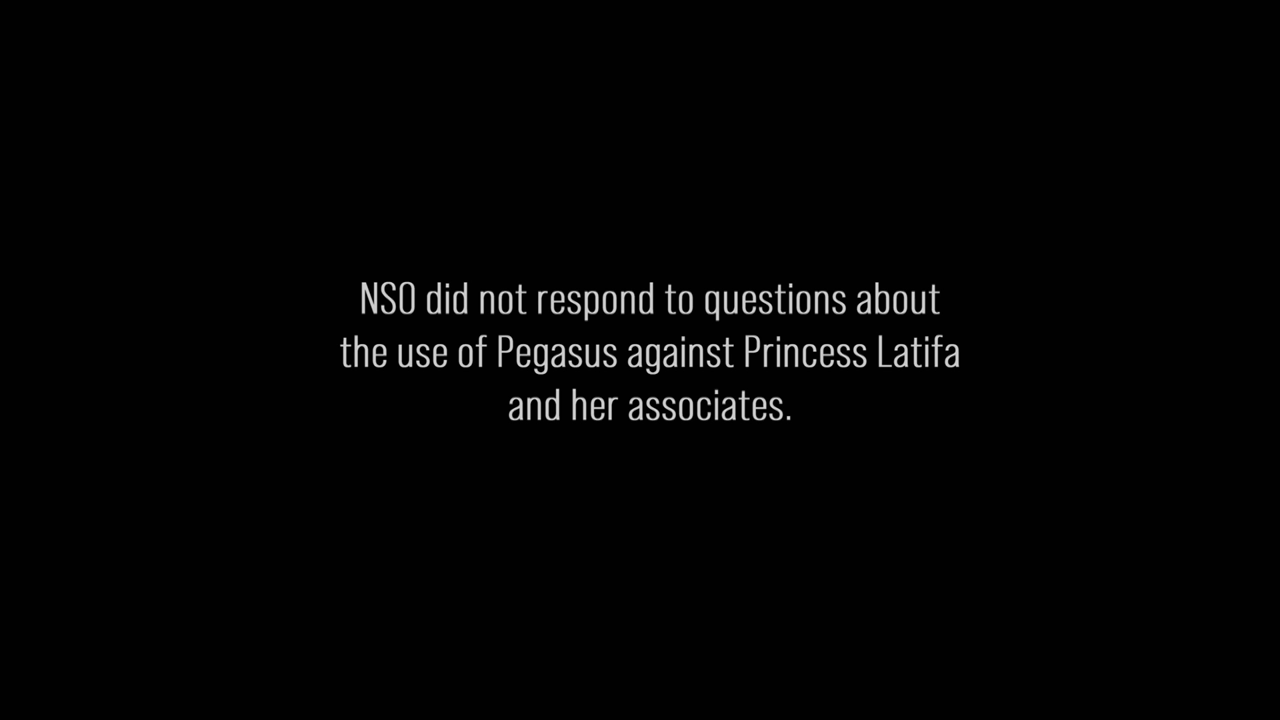 NSO did not respond to questions about
the use of Pegasus against Princess Latifa
and her associates.